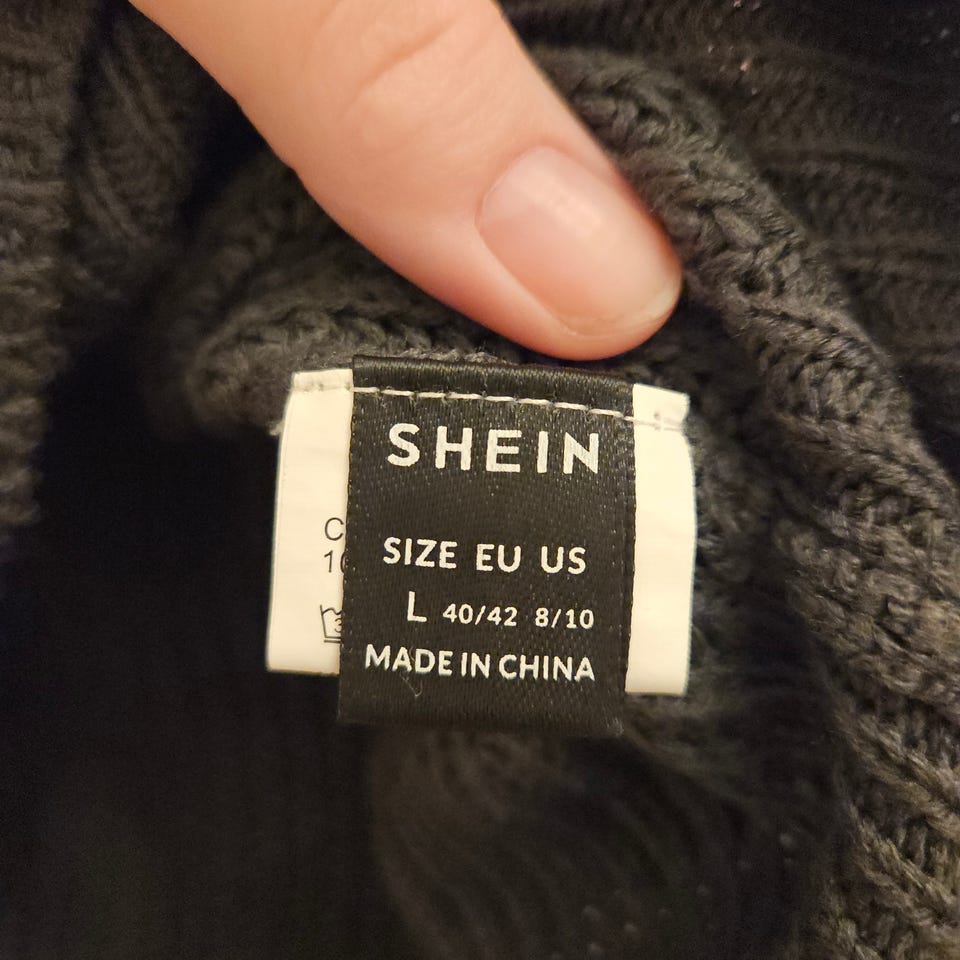 SHEIN
SIZE EU US
L 40/42 8/10
MADE IN CHINA